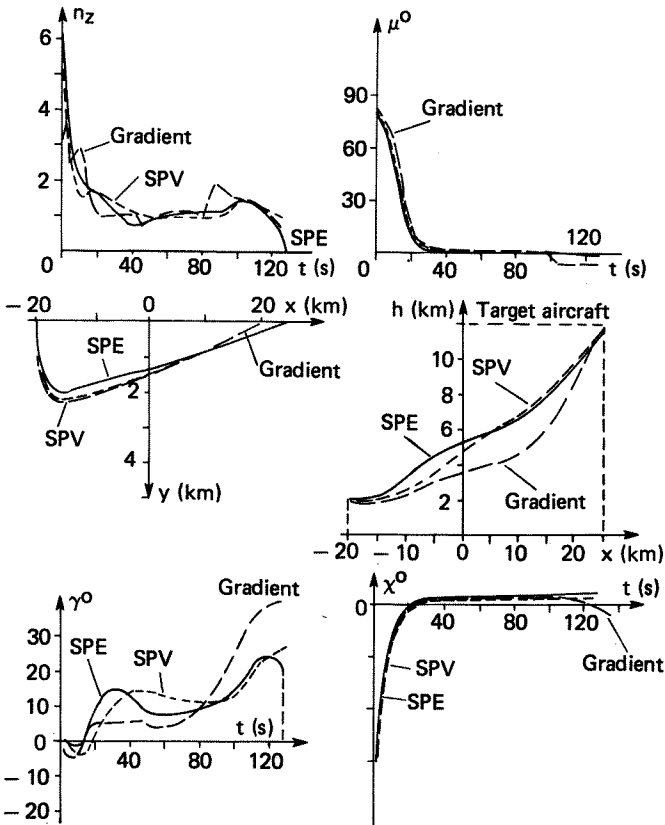 n_z
6
4
2
0
Gradient
SPV
SPE
40 80 120 t (s)
μ°
90
60
30
0
Gradient
120
40 80 t (s)
− 20 0 20 x (km)
SPE
Gradient
SPV
2
4
y (km)
h (km) Target aircraft
10
8
6
4
2
SPV
SPE
Gradient
− 20 − 10 0 10 20 x (km)
γ°
Gradient
30
20
10
0
− 10
− 20
SPE
SPV
t (s)
40 80 120
χ°
t (s)
0
40 80 120
Gradient
SPV
SPE